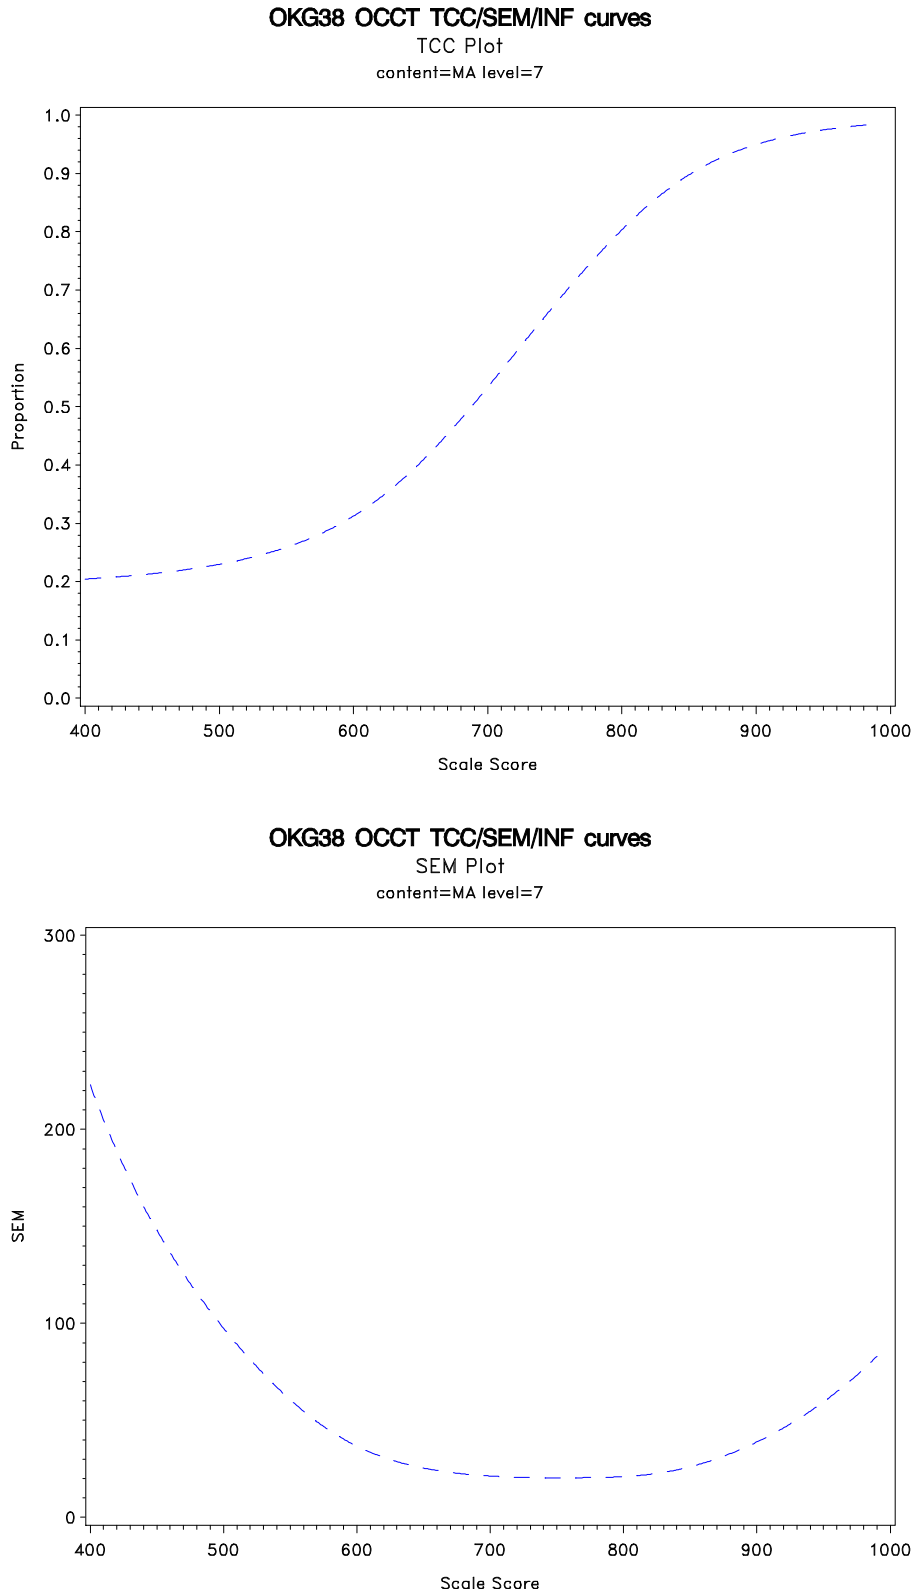 OKG38 OCCT TCC/SEM/INF curves
TCC Plot
content=MA level=7
1.0
0.9
0.8
0.7
0.6
0.5
0.4
0.3
0.2
0.1
0.0
Proportion
400 500 600 700 800 900 1000
Scale Score
OKG38 OCCT TCC/SEM/INF curves
SEM Plot
content=MA level=7
300
200
100
0
SEM
400 500 600 700 800 900 1000
Scale Score